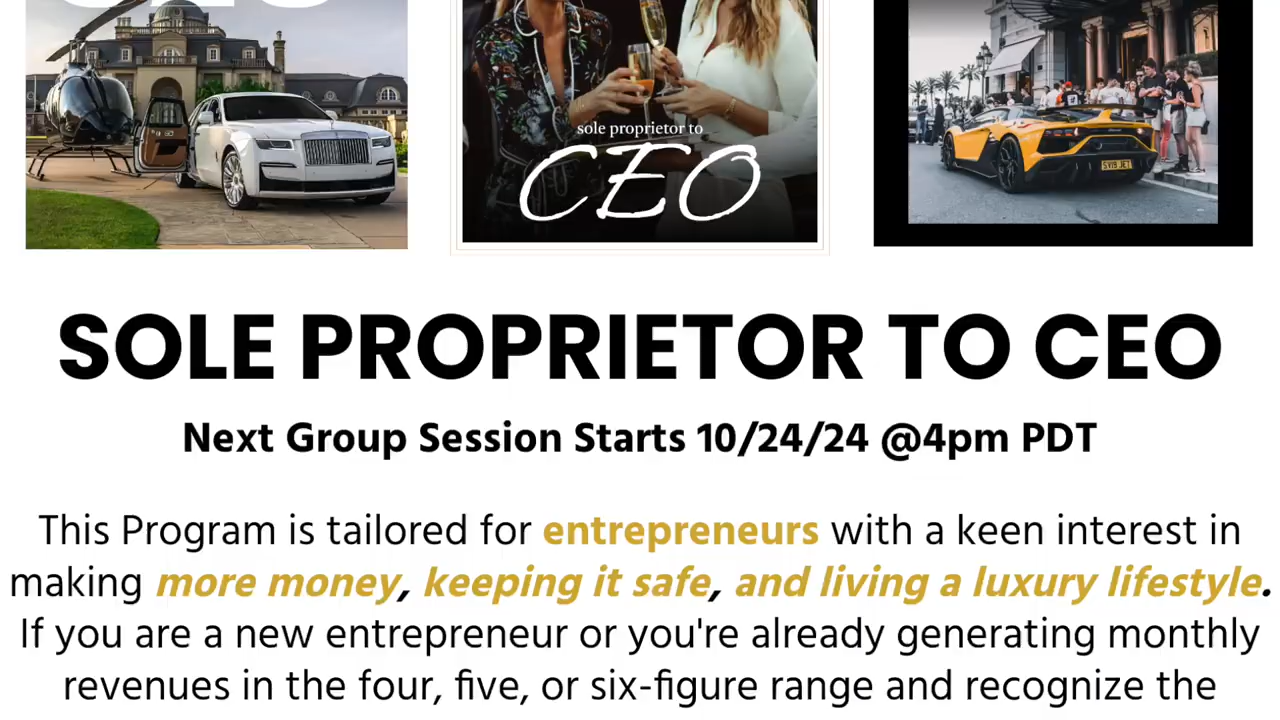 sole proprietor to
CEO
SV19 JET
SOLE PROPRIETOR TO CEO
Next Group Session Starts 10/24/24 @4pm PDT
This Program is tailored for entrepreneurs with a keen interest in
making more money, keeping it safe, and living a luxury lifestyle.
If you are a new entrepreneur or you're already generating monthly
revenues in the four, five, or six-figure range and recognize the